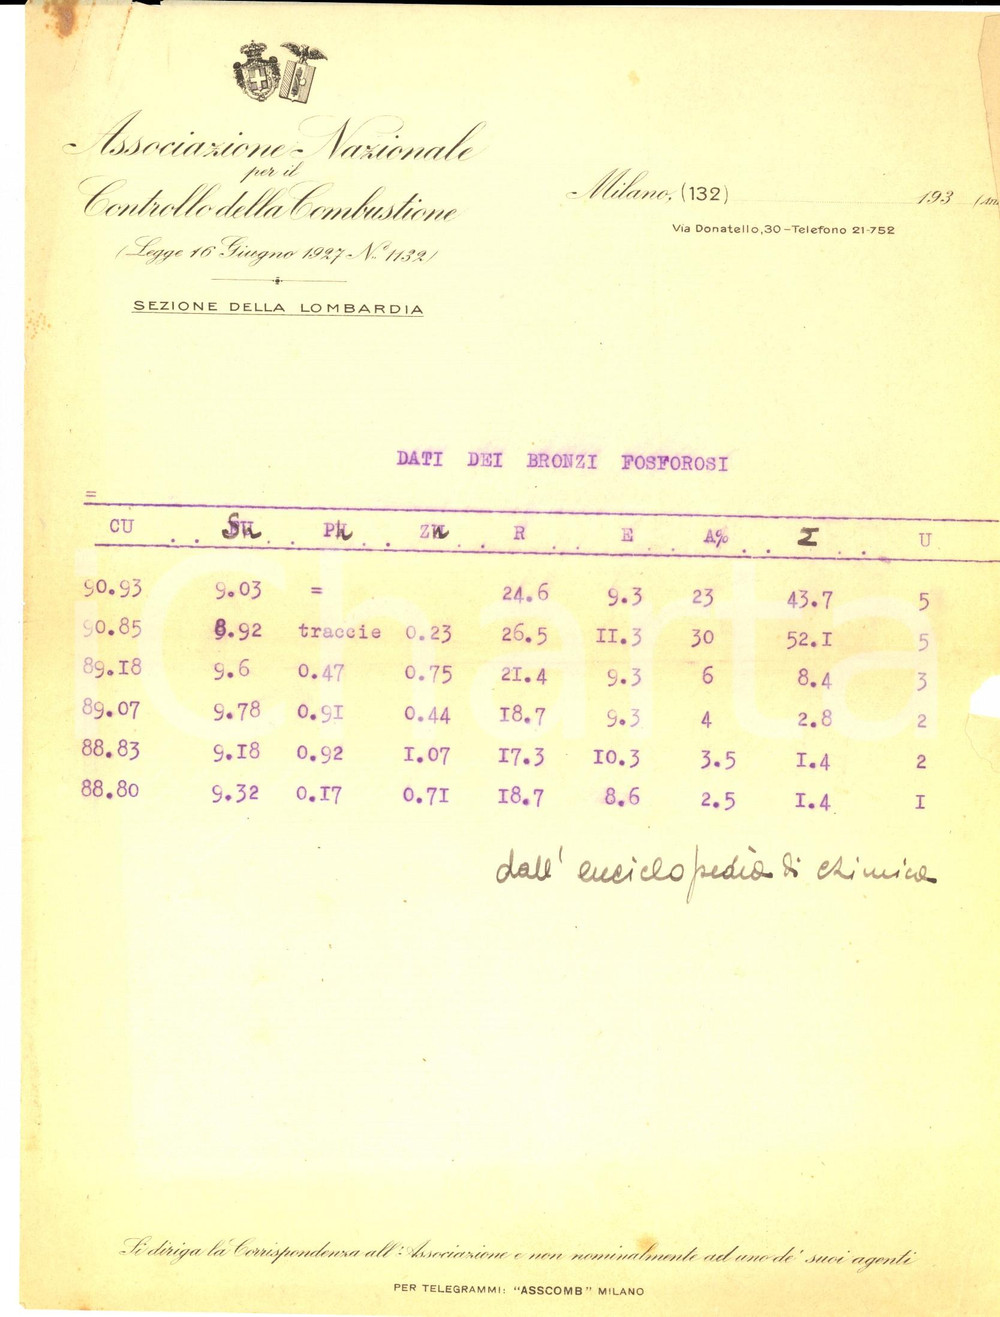 Associazione Nazionale
per il
Controllo della Combustione
(Legge 16 Giugno 1927 - N.º 1132)
SEZIONE DELLA LOMBARDIA
Milano, (132) 193 (An
Via Donatello, 30 - Telefono 21-752
DATI DEI BRONZI FOSFOROSI
=
CU Sn Ph Zn R E A% Σ U
90.93 9.03 = 24.6 9.3 23 43.7 5
90.85 8.92 traccie 0.23 26.5 II.3 30 52.I 5
89.I8 9.6 0.47 0.75 2I.4 9.3 6 8.4 3
89.07 9.78 0.9I 0.44 I8.7 9.3 4 2.8 2
88.83 9.I8 0.92 I.07 I7.3 I0.3 3.5 I.4 2
88.80 9.32 0.I7 0.7I I8.7 8.6 2.5 I.4 I
dall' enciclopedia di chimica
iCharta
Si diriga la Corrispondenza all'Associazione e non nominalmente ad uno de' suoi agenti
PER TELEGRAMMI: "ASSCOMB" MILANO